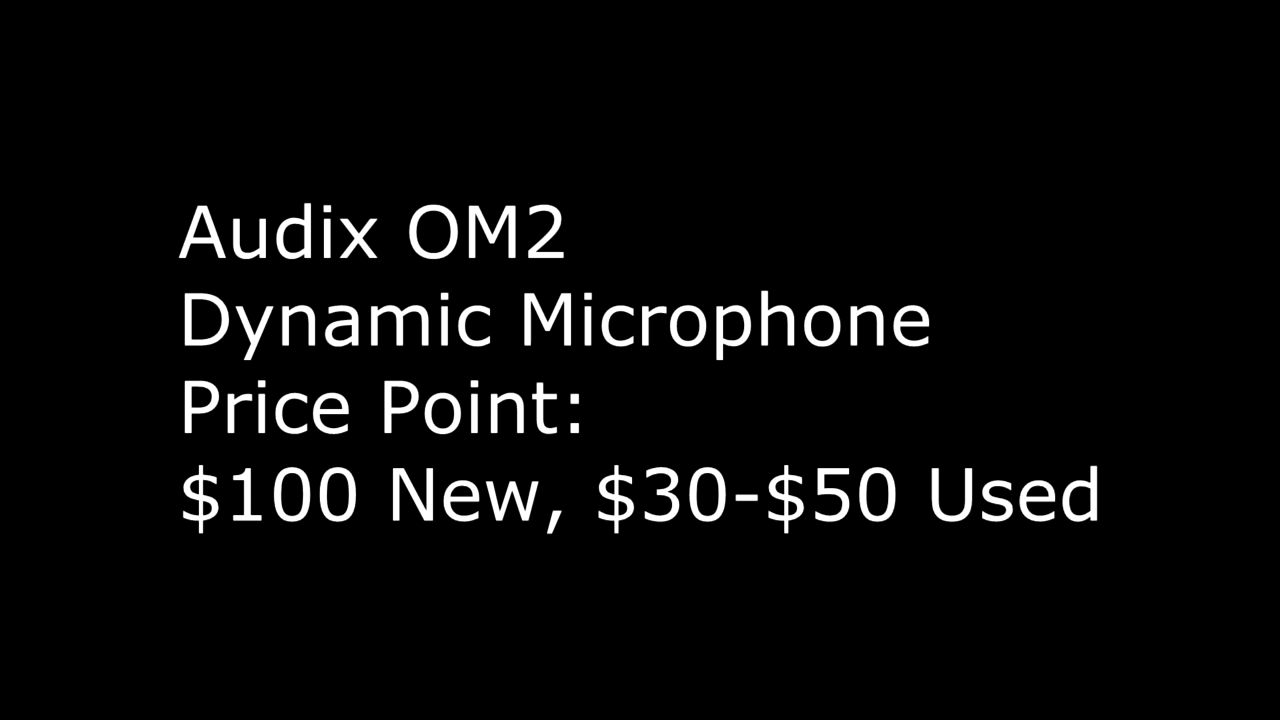 Audix OM2
Dynamic Microphone
Price Point:
$100 New, $30-$50 Used